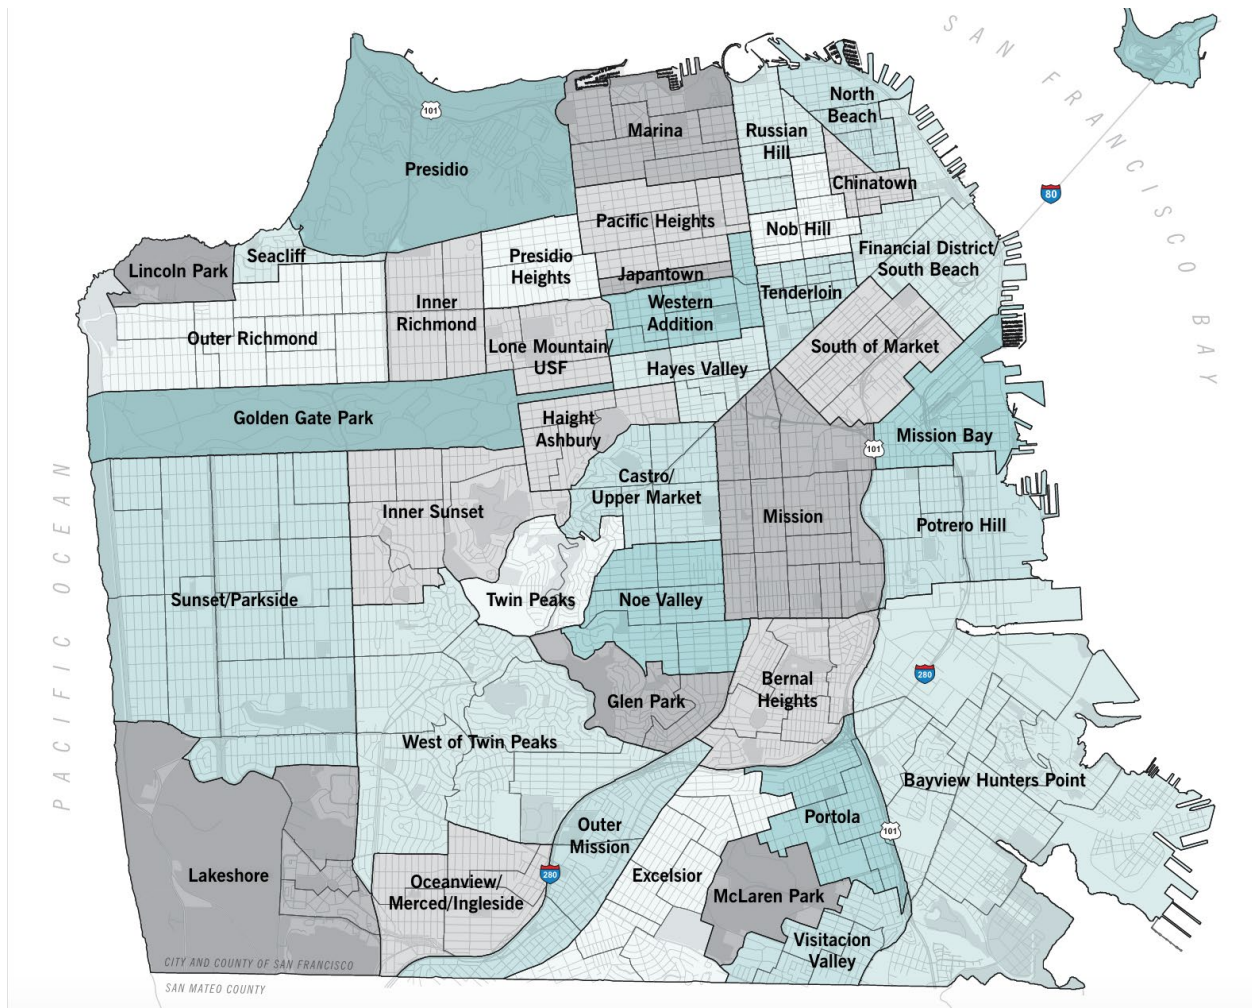 SAN FRANCISCO BAY
North
Beach
101
Marina
Russian
Hill
Presidio
Chinatown
80
Pacific Heights
Nob Hill
Seacliff
Presidio
Heights
Financial District/
South Beach
Lincoln Park
Japantown
Tenderloin
Inner
Richmond
Western
Addition
Outer Richmond
Lone Mountain/
USF
South of Market
Hayes Valley
Golden Gate Park
Haight
Ashbury
Mission Bay
101
Castro/
Upper Market
Inner Sunset
Mission
Potrero Hill
PACIFIC OCEAN
Sunset/Parkside
Twin Peaks
Noe Valley
280
Bernal
Heights
Glen Park
West of Twin Peaks
Bayview Hunters Point
Outer
Mission
Portola
101
Lakeshore
280
Excelsior
Oceanview/
Merced/Ingleside
McLaren Park
Visitacion
Valley
CITY AND COUNTY OF SAN FRANCISCO
SAN MATEO COUNTY